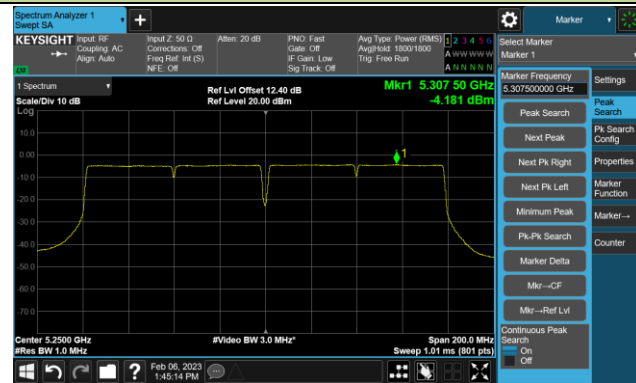 Spectrum Analyzer 1
Swept SA
Marker
KEYSIGHT
Input: RF
Coupling: AC
Align: Auto
Input Z: 50 Ω
Corrections: Off
Freq Ref: Int (S)
NFE: Off
Atten: 20 dB
PNO: Fast
Gate: Off
IF Gain: Low
Sig Track: Off
Avg Type: Power (RMS)
Avg|Hold: 1800/1800
Trig: Free Run
1 2 3 4 5 6
A W W W W W
A N N N N N
Select Marker
Marker 1
1 Spectrum
Scale/Div 10 dB
Log
Ref Lvl Offset 12.40 dB
Ref Level 20.00 dBm
Mkr1 5.307 50 GHz
-4.181 dBm
10.0
0.00
-10.0
-20.0
-30.0
-40.0
-50.0
-60.0
-70.0
1
Center 5.2500 GHz
#Res BW 1.0 MHz
#Video BW 3.0 MHz*
Span 200.0 MHz
Sweep 1.01 ms (801 pts)
Marker Frequency
5.307500000 GHz
Peak Search
Next Peak
Next Pk Right
Next Pk Left
Minimum Peak
Pk-Pk Search
Marker Delta
Mkr→CF
Mkr→Ref Lvl
Continuous Peak
Search
On
Off
Settings
Peak
Search
Pk Search
Config
Properties
Marker
Function
Marker→
Counter
?
Feb 06, 2023
1:45:14 PM